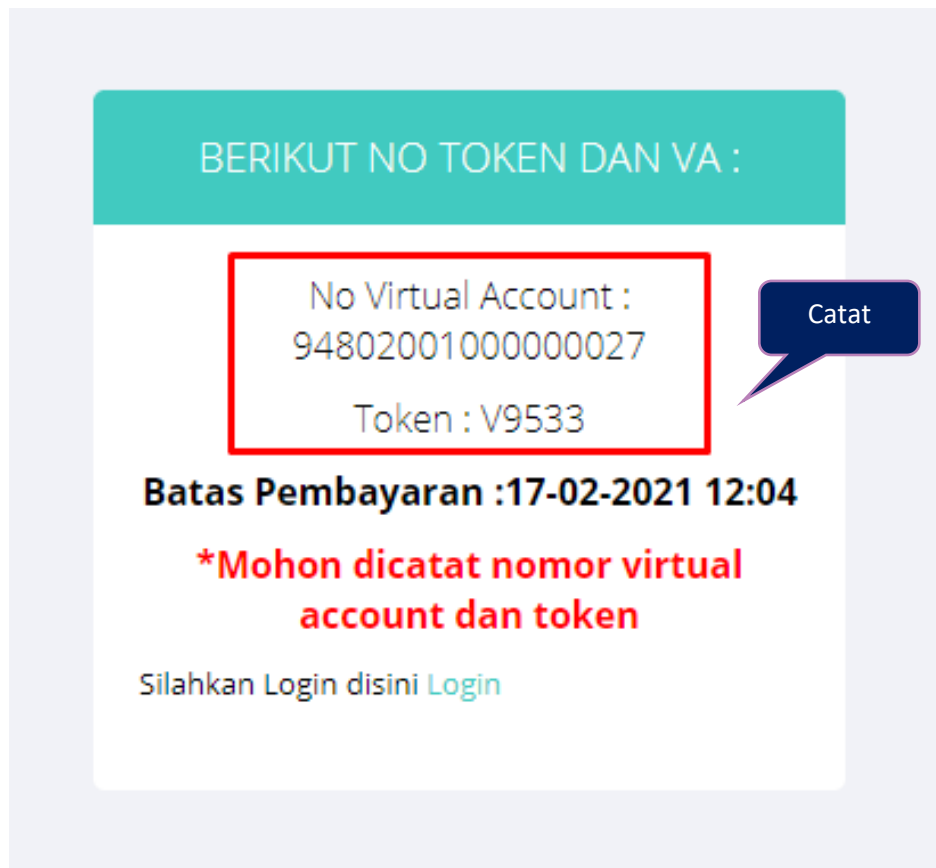 BERIKUT NO TOKEN DAN VA :
No Virtual Account :
94802001000000027
Catat
Token : V9533
Batas Pembayaran :17-02-2021 12:04
*Mohon dicatat nomor virtual
account dan token
Silahkan Login disini Login